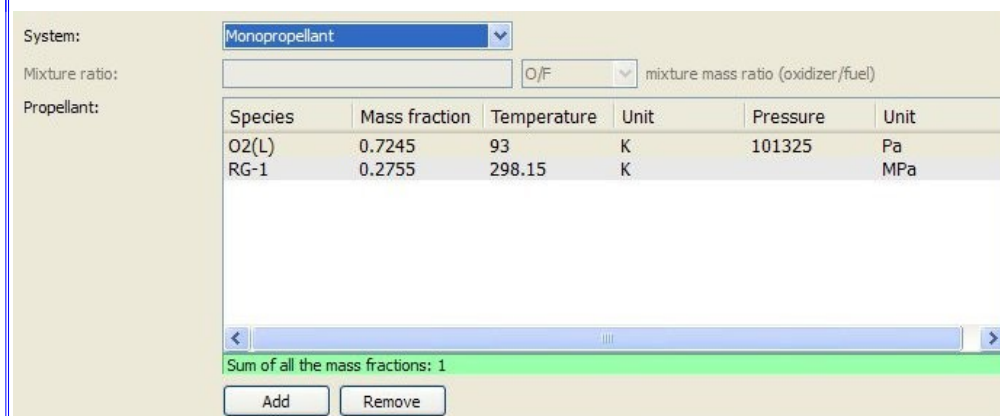 System: Monopropellant
Mixture ratio: O/F mixture mass ratio (oxidizer/fuel)
Propellant:
Species Mass fraction Temperature Unit Pressure Unit
O2(L) 0.7245 93 K 101325 Pa
RG-1 0.2755 298.15 K MPa
Sum of all the mass fractions: 1
Add Remove